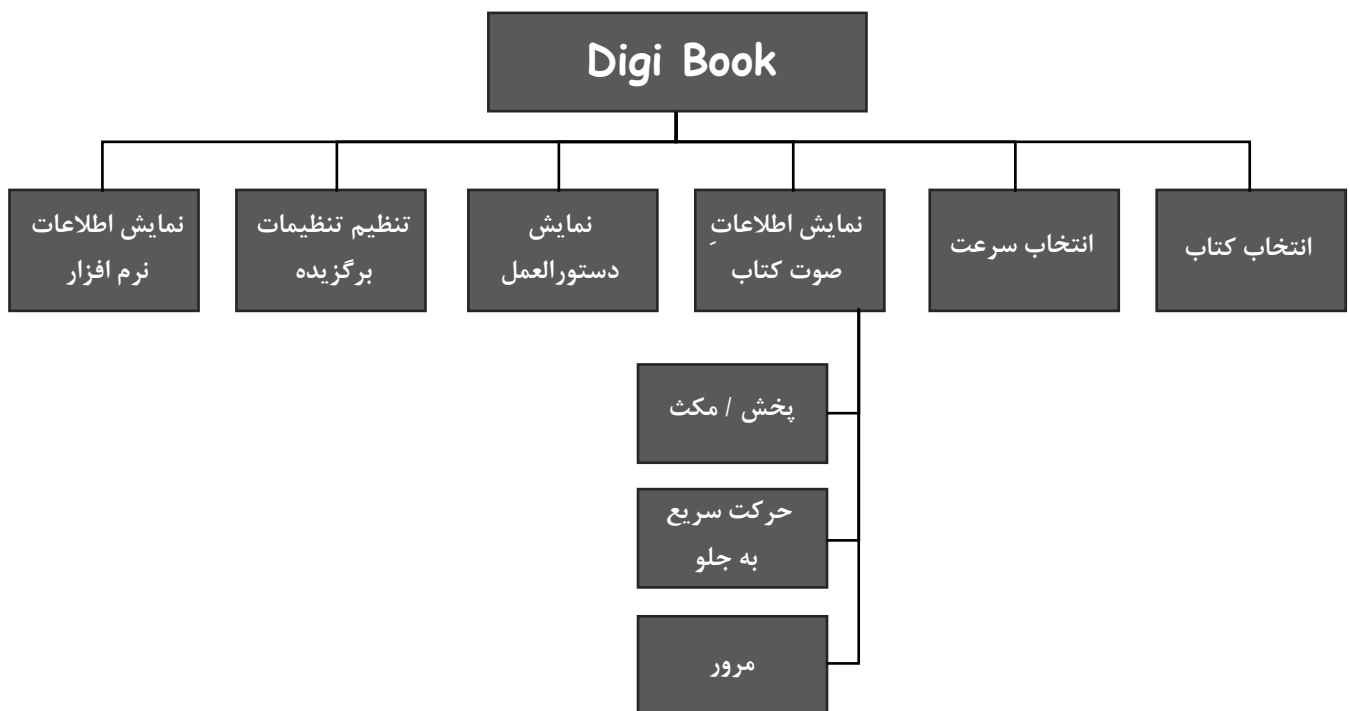 Digi Book
انتخاب کتاب
انتخاب سرعت
نمایش اطلاعاتِ
صوت کتاب
نمایش
دستورالعمل
تنظیم تنظیمات
برگزیده
نمایش اطلاعات
نرم افزار
پخش / مکث
حرکت سریع
به جلو
مرور